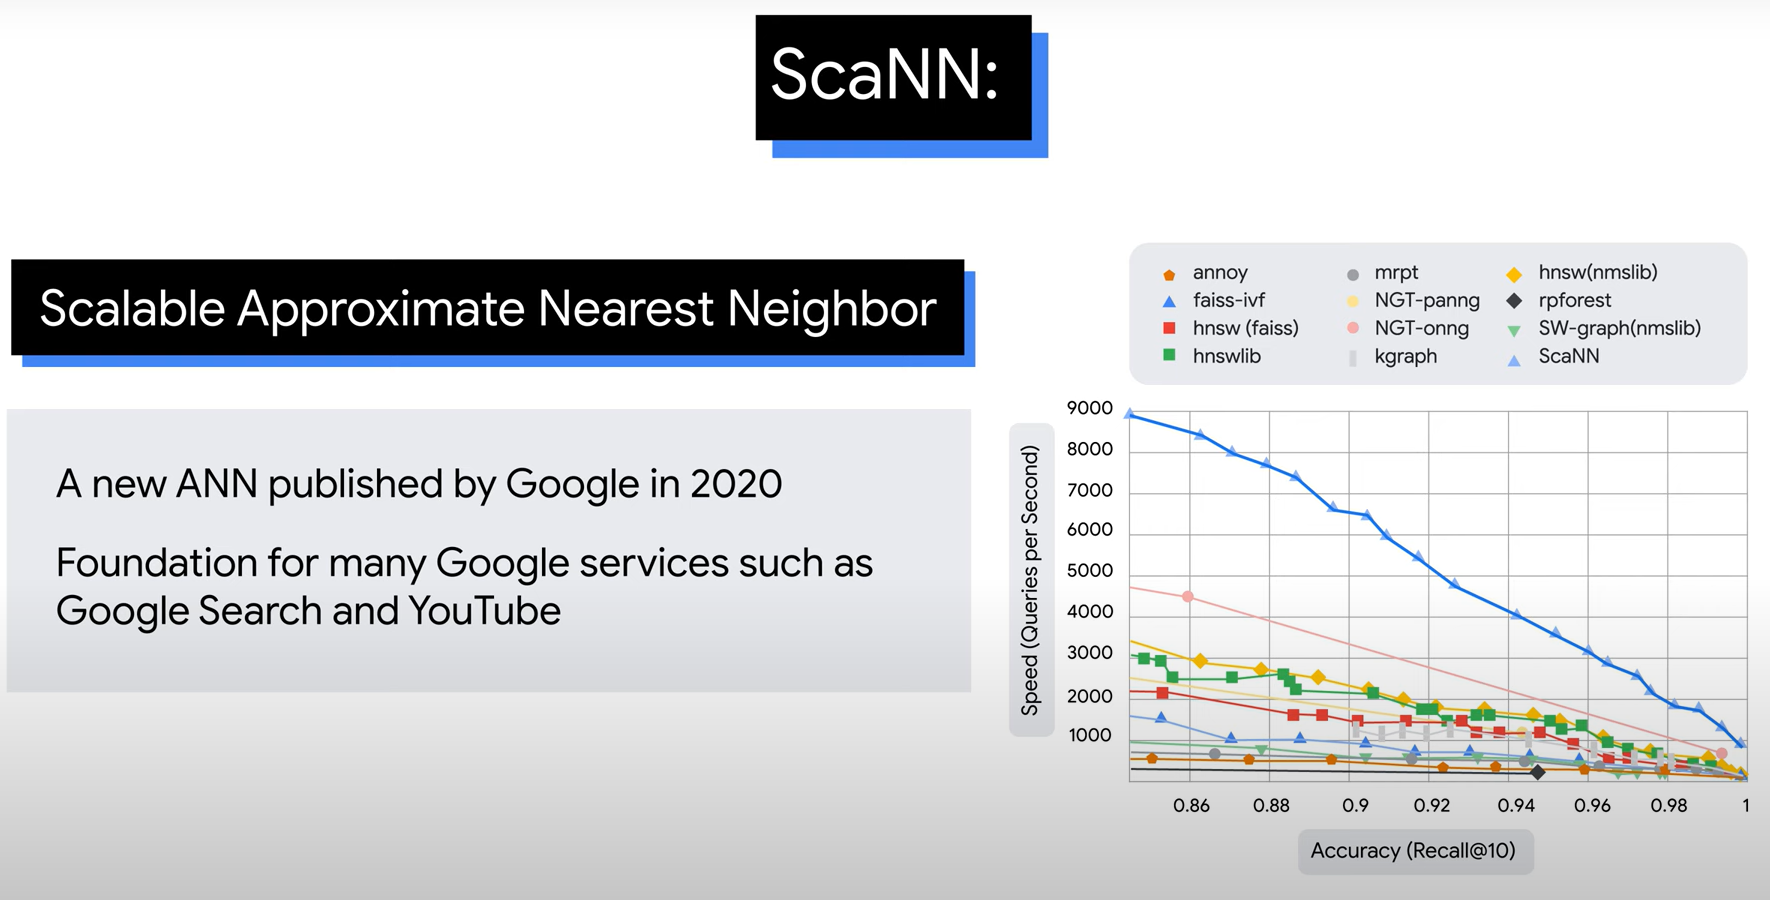 ScaNN:
Scalable Approximate Nearest Neighbor
A new ANN published by Google in 2020
Foundation for many Google services such as
Google Search and YouTube
annoy
faiss-ivf
hnsw (faiss)
hnswlib
mrpt
NGT-panng
NGT-onng
kgraph
hnsw(nmslib)
rpforest
SW-graph(nmslib)
ScaNN
Speed (Queries per Second)
9000
8000
7000
6000
5000
4000
3000
2000
1000
0.86 0.88 0.9 0.92 0.94 0.96 0.98 1
Accuracy (Recall@10)